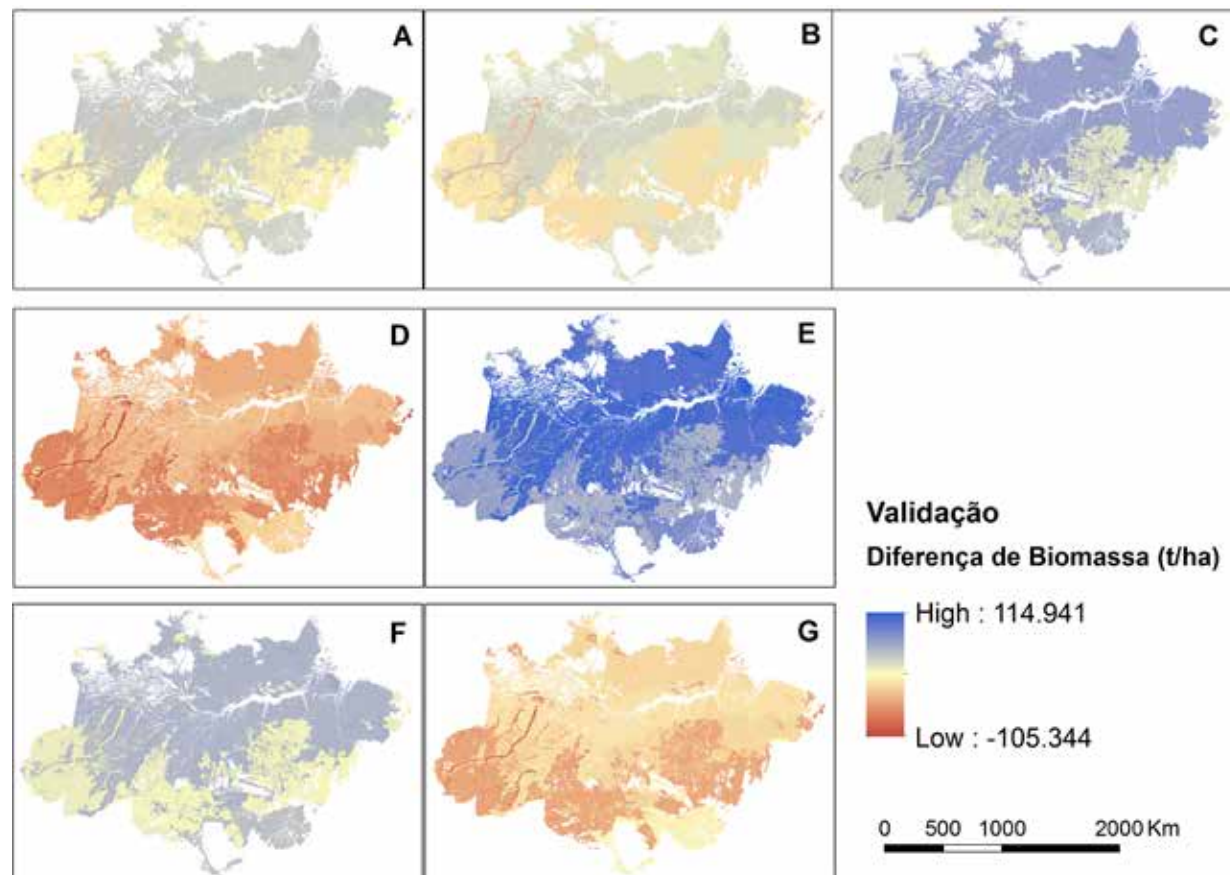 A
B
C
D
E
F
G
Validação
Diferença de Biomassa (t/ha)
High : 114.941
Low : -105.344
0 500 1000 2000 Km